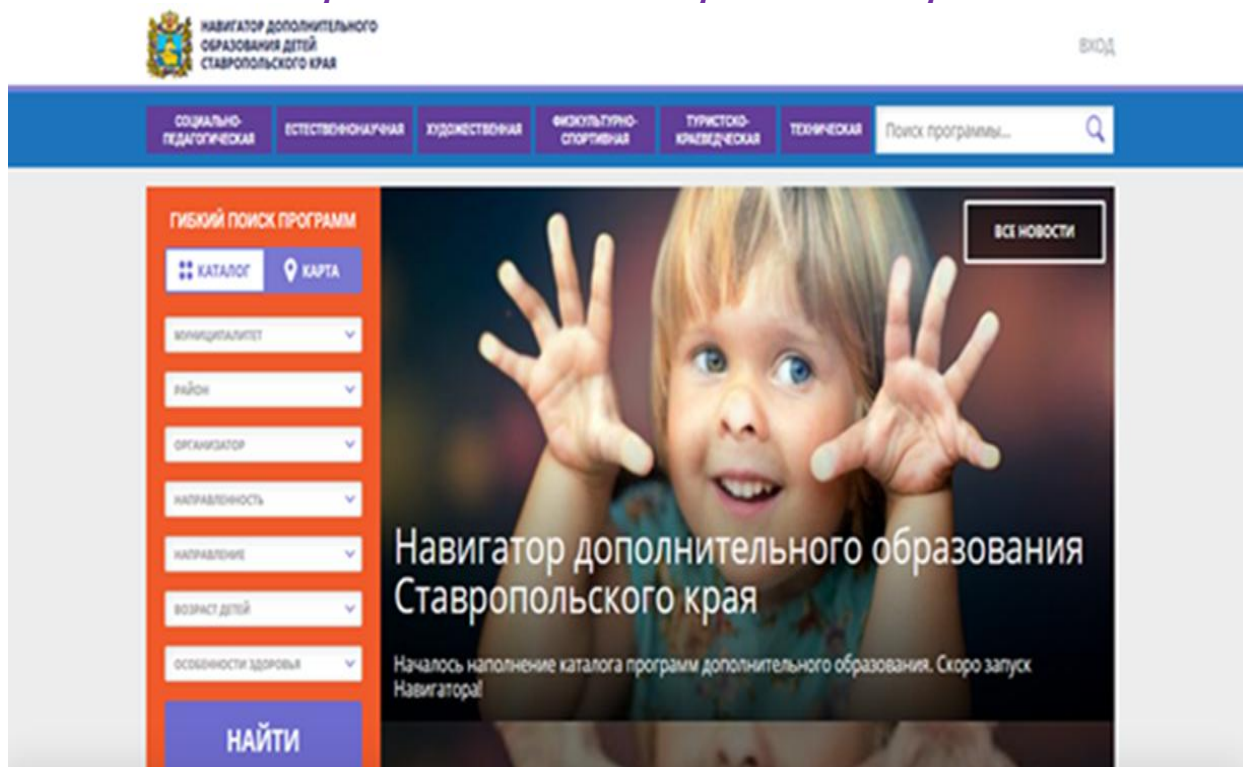 НАВИГАТОР ДОПОЛНИТЕЛЬНОГО
ОБРАЗОВАНИЯ ДЕТЕЙ
СТАВРОПОЛЬСКОГО КРАЯ
ВХОД
СОЦИАЛЬНО-
ПЕДАГОГИЧЕСКАЯ
ЕСТЕСТВЕННОНАУЧНАЯ
ХУДОЖЕСТВЕННАЯ
ФИЗКУЛЬТУРНО-
СПОРТИВНАЯ
ТУРИСТСКО-
КРАЕВЕДЧЕСКАЯ
ТЕХНИЧЕСКАЯ
Поиск программы...
ГИБКИЙ ПОИСК ПРОГРАММ
КАТАЛОГ
КАРТА
МУНИЦИПАЛИТЕТ
РАЙОН
ОРГАНИЗАТОР
НАПРАВЛЕННОСТЬ
НАПРАВЛЕНИЕ
ВОЗРАСТ ДЕТЕЙ
ОСОБЕННОСТИ ЗДОРОВЬЯ
НАЙТИ
ВСЕ НОВОСТИ
Навигатор дополнительного образования
Ставропольского края
Началось наполнение каталога программ дополнительного образования. Скоро запуск
Навигатора!